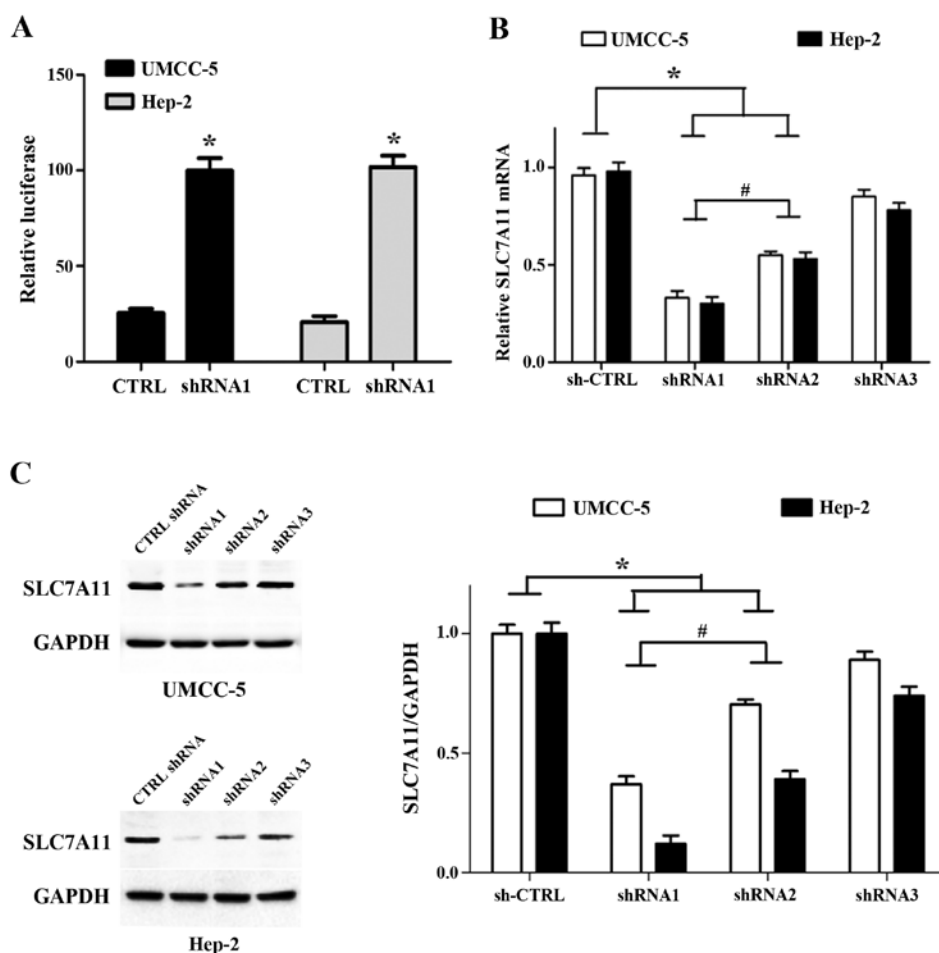 A
UMCC-5
Hep-2
Relative luciferase
150
100
50
0
CTRL
shRNA1
CTRL
shRNA1
*
*
B
UMCC-5
Hep-2
Relative SLC7A11 mRNA
1.0
0.5
0.0
*
#
sh-CTRL
shRNA1
shRNA2
shRNA3
C
CTRL shRNA
shRNA1
shRNA2
shRNA3
SLC7A11
GAPDH
UMCC-5
CTRL shRNA
shRNA1
shRNA2
shRNA3
SLC7A11
GAPDH
Hep-2
UMCC-5
Hep-2
SLC7A11/GAPDH
1.0
0.5
0.0
*
#
sh-CTRL
shRNA1
shRNA2
shRNA3